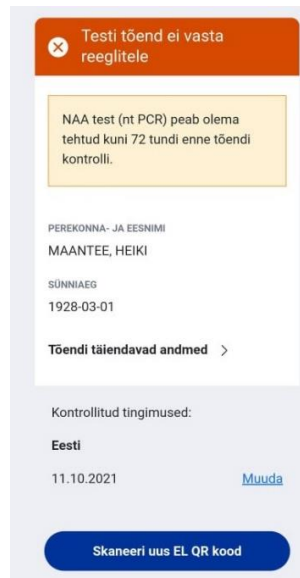 Testi tõend ei vasta
reeglitele
NAA test (nt PCR) peab olema
tehtud kuni 72 tundi enne tõendi
kontrolli.
PEREKONNA- JA EESNIMI
MAANTEE, HEIKI
SÜNNIAEG
1928-03-01
Tõendi täiendavad andmed
Kontrollitud tingimused:
Eesti
11.10.2021 Muuda
Skaneeri uus EL QR kood